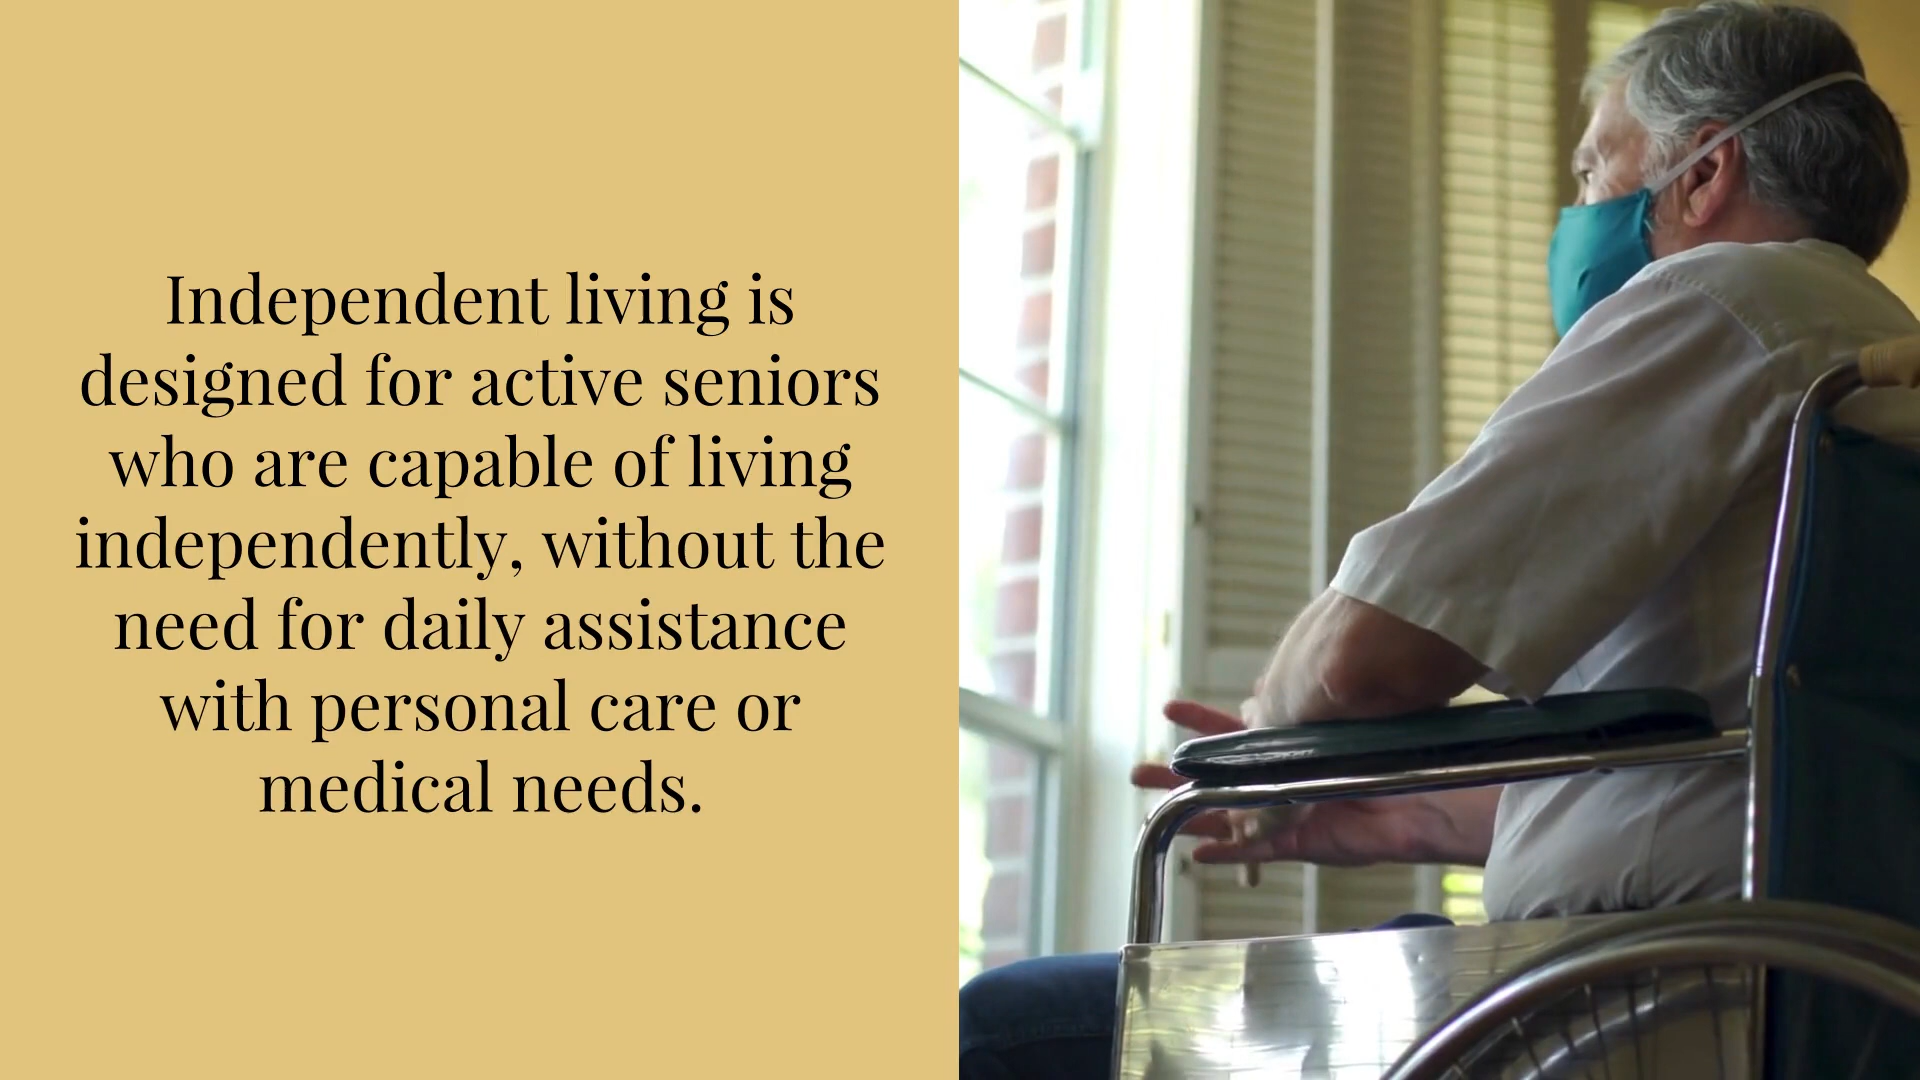 Independent living is
designed for active seniors
who are capable of living
independently, without the
need for daily assistance
with personal care or
medical needs.